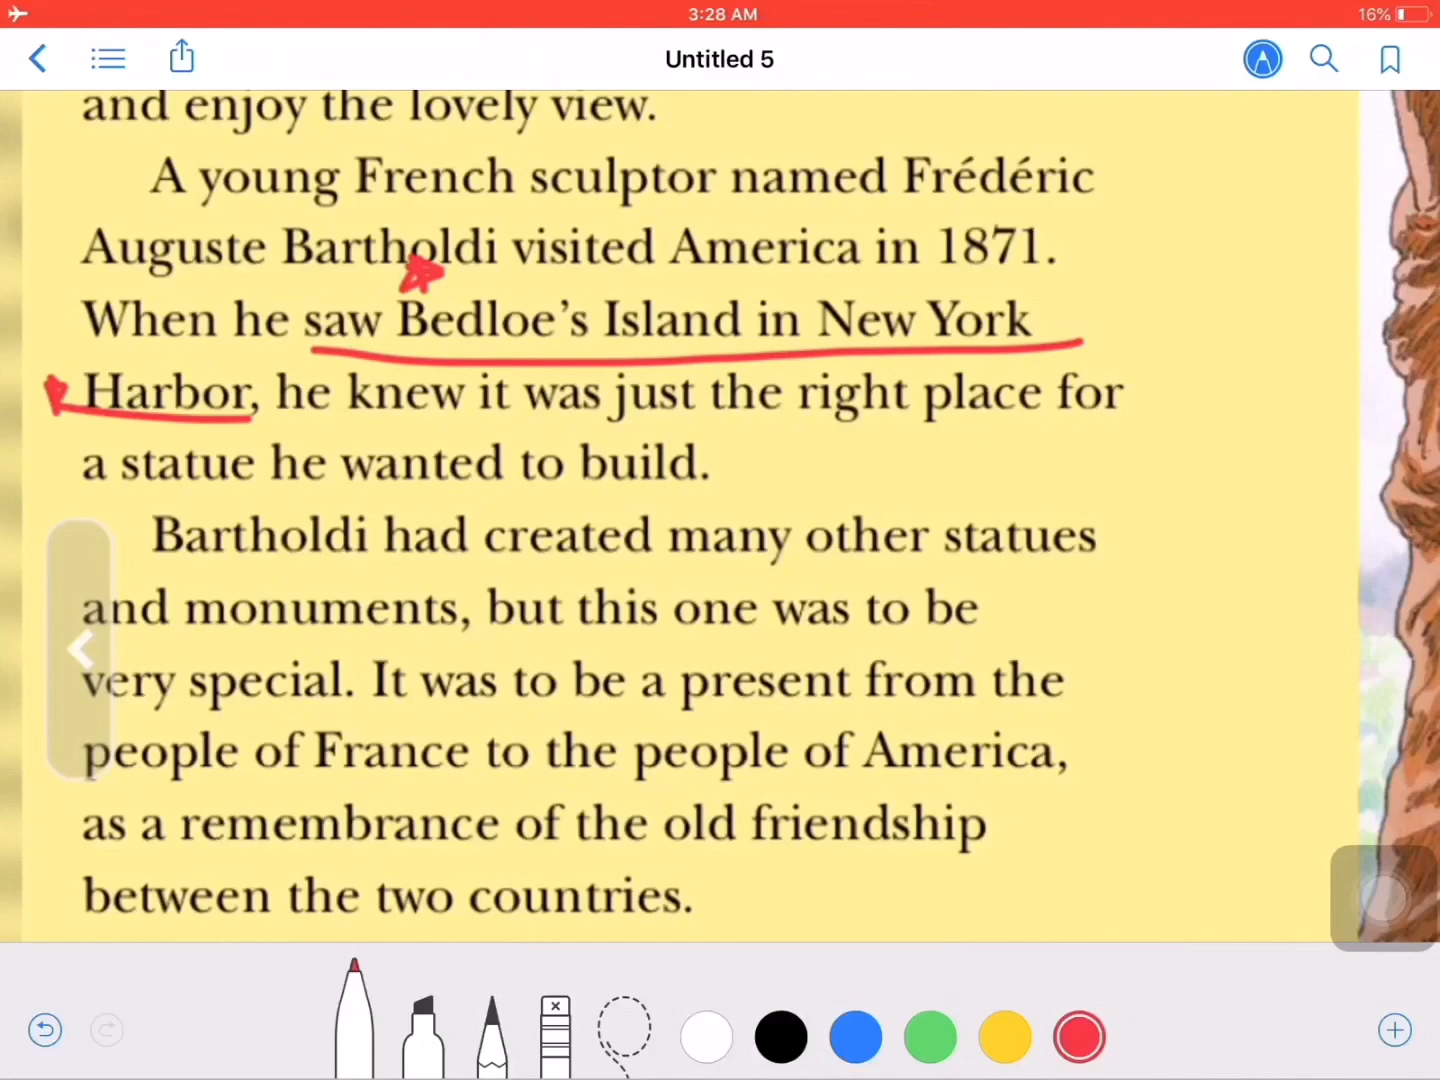 3:28 AM
16%
Untitled 5
and enjoy the lovely view.
A young French sculptor named Frédéric
Auguste Bartholdi visited America in 1871.
When he saw Bedloe’s Island in New York
Harbor, he knew it was just the right place for
a statue he wanted to build.
Bartholdi had created many other statues
and monuments, but this one was to be
very special. It was to be a present from the
people of France to the people of America,
as a remembrance of the old friendship
between the two countries.